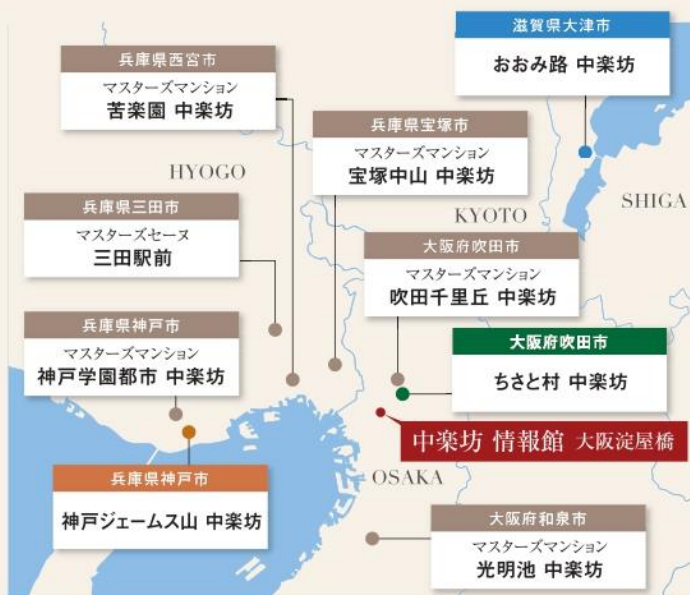 滋賀県大津市
おおみ路 中楽坊
兵庫県西宮市
マスターズマンション
苦楽園 中楽坊
兵庫県宝塚市
マスターズマンション
宝塚中山 中楽坊
HYOGO
KYOTO
SHIGA
兵庫県三田市
マスターズセーヌ
三田駅前
大阪府吹田市
マスターズマンション
吹田千里丘 中楽坊
兵庫県神戸市
マスターズマンション
神戸学園都市 中楽坊
大阪府吹田市
ちさと村 中楽坊
中楽坊 情報館 大阪淀屋橋
兵庫県神戸市
神戸ジェームス山 中楽坊
OSAKA
大阪府和泉市
マスターズマンション
光明池 中楽坊